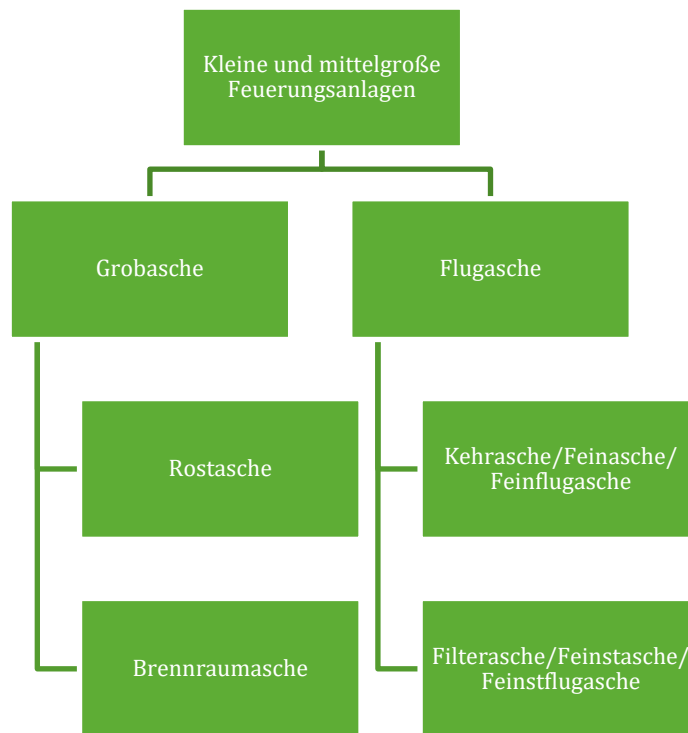 Kleine und mittelgroße
Feuerungsanlagen
Grobasche
Flugasche
Rostasche
Kehrasche/Feinasche/
Feinflugasche
Brennraumasche
Filterasche/Feinstasche/
Feinstflugasche